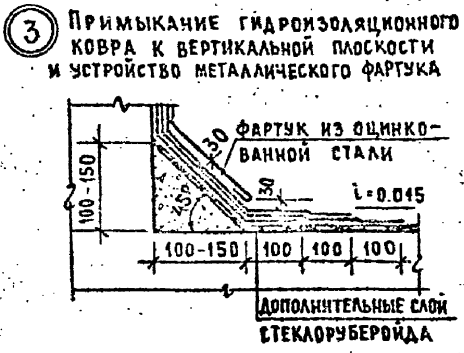 3
ПРИМЫКАНИЕ ГИДРОИЗОЛЯЦИОННОГО
КОВРА К ВЕРТИКАЛЬНОЙ ПЛОСКОСТИ
И УСТРОЙСТВО МЕТАЛЛИЧЕСКОГО ФАРТУКА
30
ФАРТУК ИЗ ОЦИНКО-
ВАННОЙ СТАЛИ
30
i=0.015
100-150
45°
100-150
100
100
100
ДОПОЛНИТЕЛЬНЫЕ СЛОИ
СТЕКЛОРУБЕРОЙДА